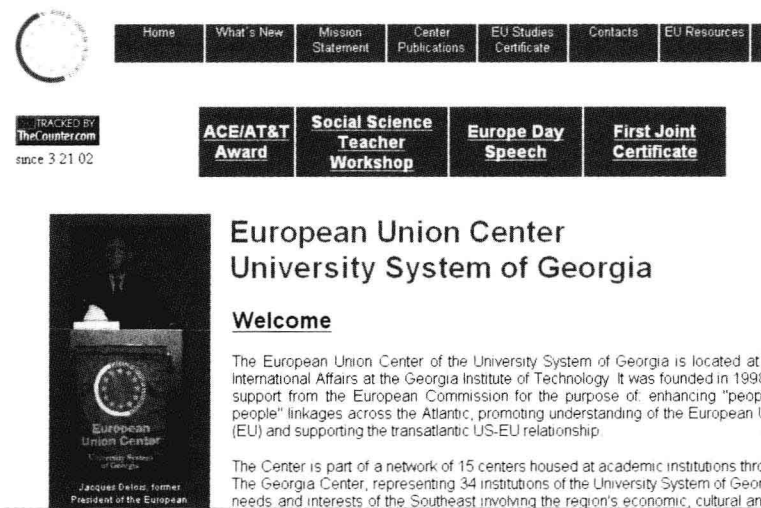 Home
What's New
Mission
Statement
Center
Publications
EU Studies
Certificate
Contacts
EU Resources
TRACKED BY
TheCounter.com
since 3 21 02
ACE/AT&T
Award
Social Science
Teacher
Workshop
Europe Day
Speech
First Joint
Certificate
European Union Center
University System of Georgia
Welcome
The European Union Center of the University System of Georgia is located at
International Affairs at the Georgia Institute of Technology. It was founded in 1998
support from the European Commission for the purpose of: enhancing "peop
people" linkages across the Atlantic, promoting understanding of the European U
(EU) and supporting the transatlantic US-EU relationship.
The Center is part of a network of 15 centers housed at academic institutions thro
The Georgia Center, representing 34 institutions of the University System of Geor
needs and interests of the Southeast involving the region's economic, cultural an
European
Union Center
University System
of Georgia
Jacques Delors, former
President of the European